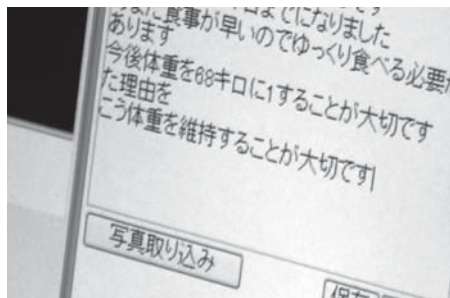 日までになりました
また食事が早いのでゆっくり食べる必要が
あります
今後体重を68キロに1することが大切です
た理由を
こう体重を維持することが大切です
写真取り込み
保存